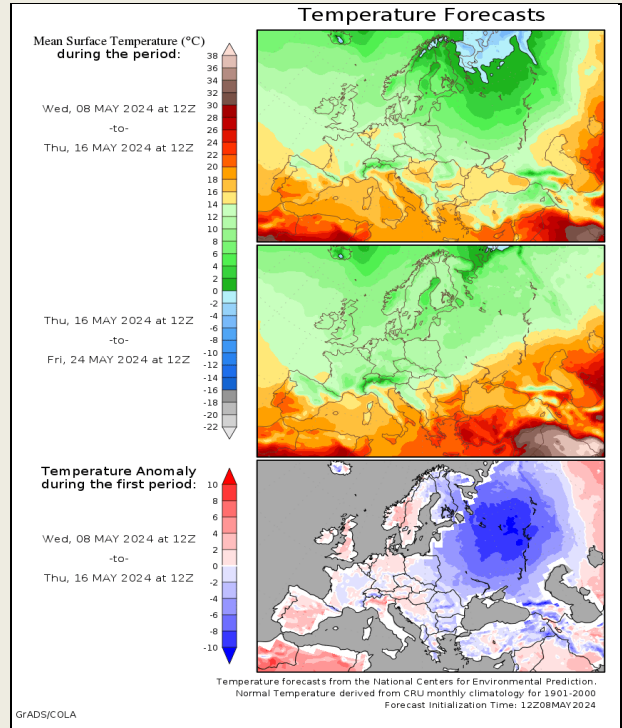 Temperature Forecasts
Mean Surface Temperature (°C)
during the period:
Wed, 08 MAY 2024 at 12Z
-to-
Thu, 16 MAY 2024 at 12Z
38
36
34
32
30
28
26
24
22
20
18
16
14
12
10
8
6
4
2
0
-2
-4
-6
-8
-10
-12
-14
-16
-18
-20
-22
Thu, 16 MAY 2024 at 12Z
-to-
Fri, 24 MAY 2024 at 12Z
Temperature Anomaly
during the first period:
Wed, 08 MAY 2024 at 12Z
-to-
Thu, 16 MAY 2024 at 12Z
10
8
6
4
2
0
-2
-4
-6
-8
-10
Temperature forecasts from the National Centers for Environmental Prediction.
Normal Temperature derived from CRU monthly climatology for 1901-2000
Forecast Initialization Time: 12Z08MAY2024
GrADS/COLA